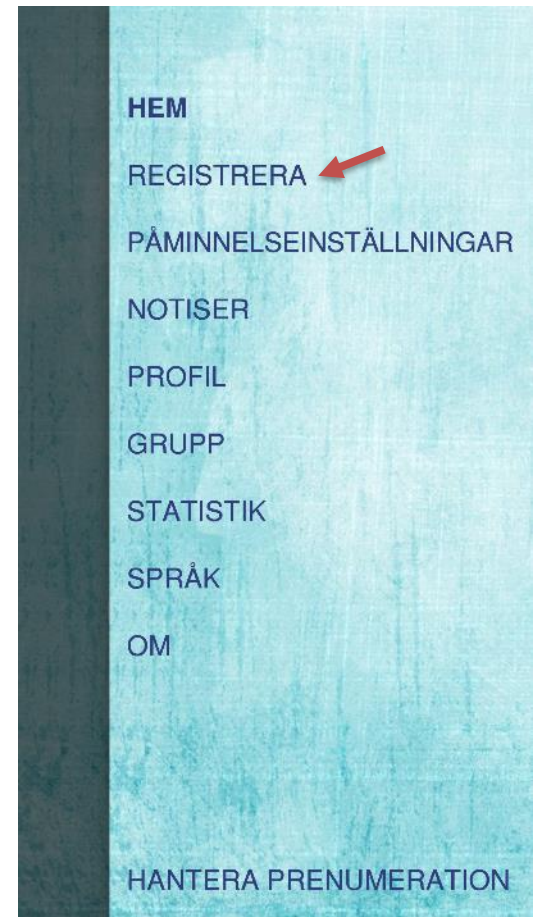 HEM
REGISTRERA
PÅMINNELSEINSTÄLLNINGAR
NOTISER
PROFIL
GRUPP
STATISTIK
SPRÅK
OM
HANTERA PRENUMERATION